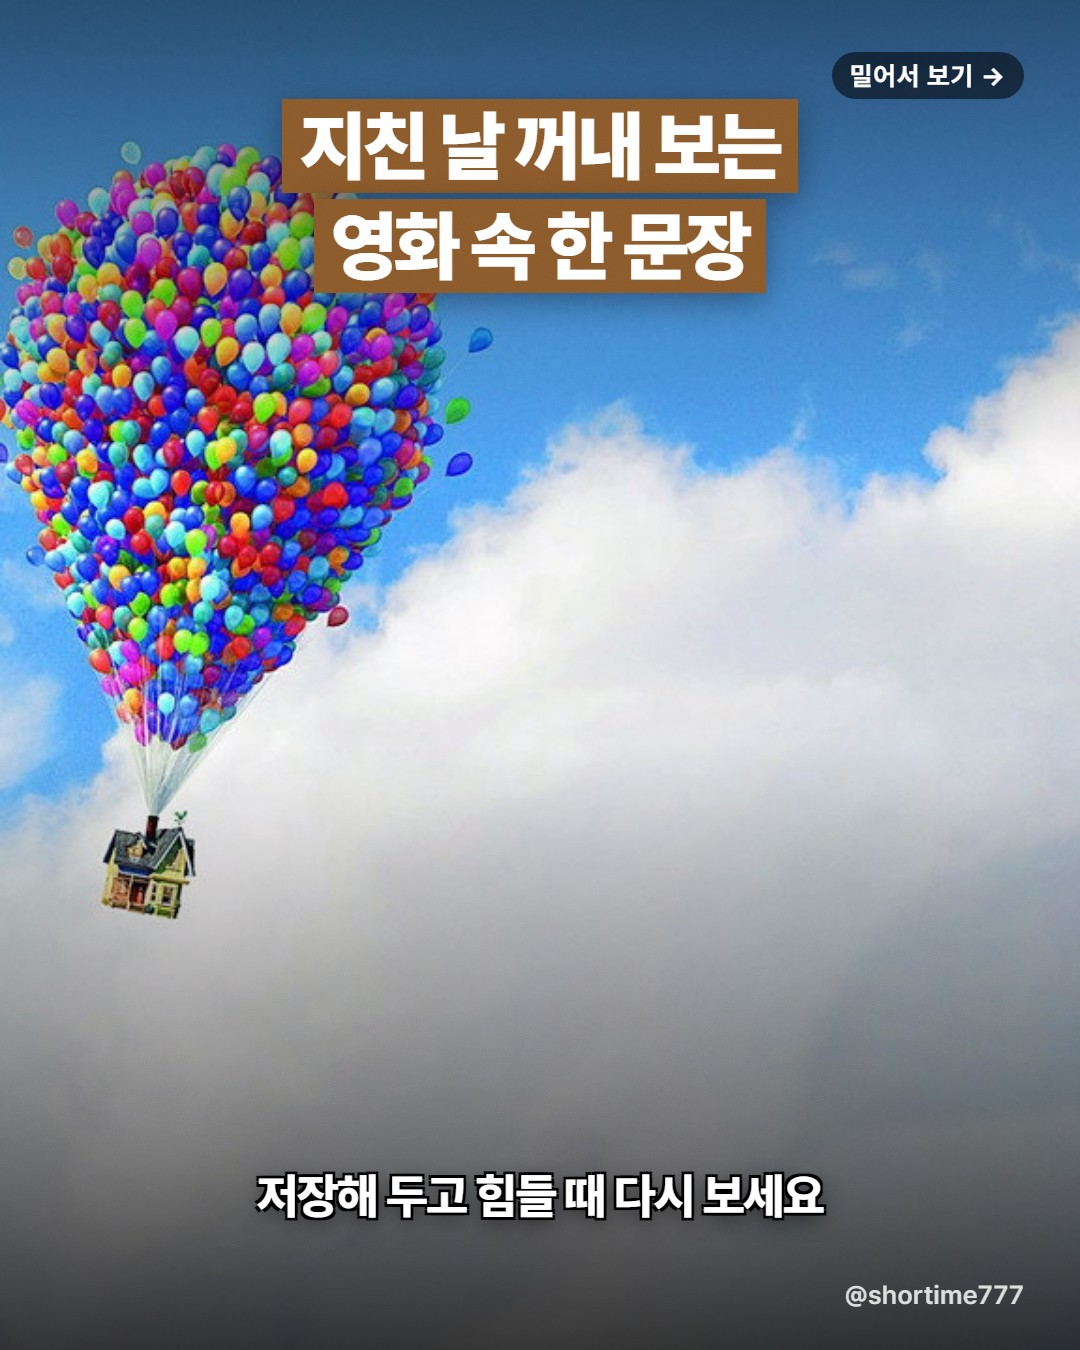 밀어서 보기 →
지친 날 꺼내 보는
영화 속 한 문장
저장해 두고 힘들 때 다시 보세요
@shortime777